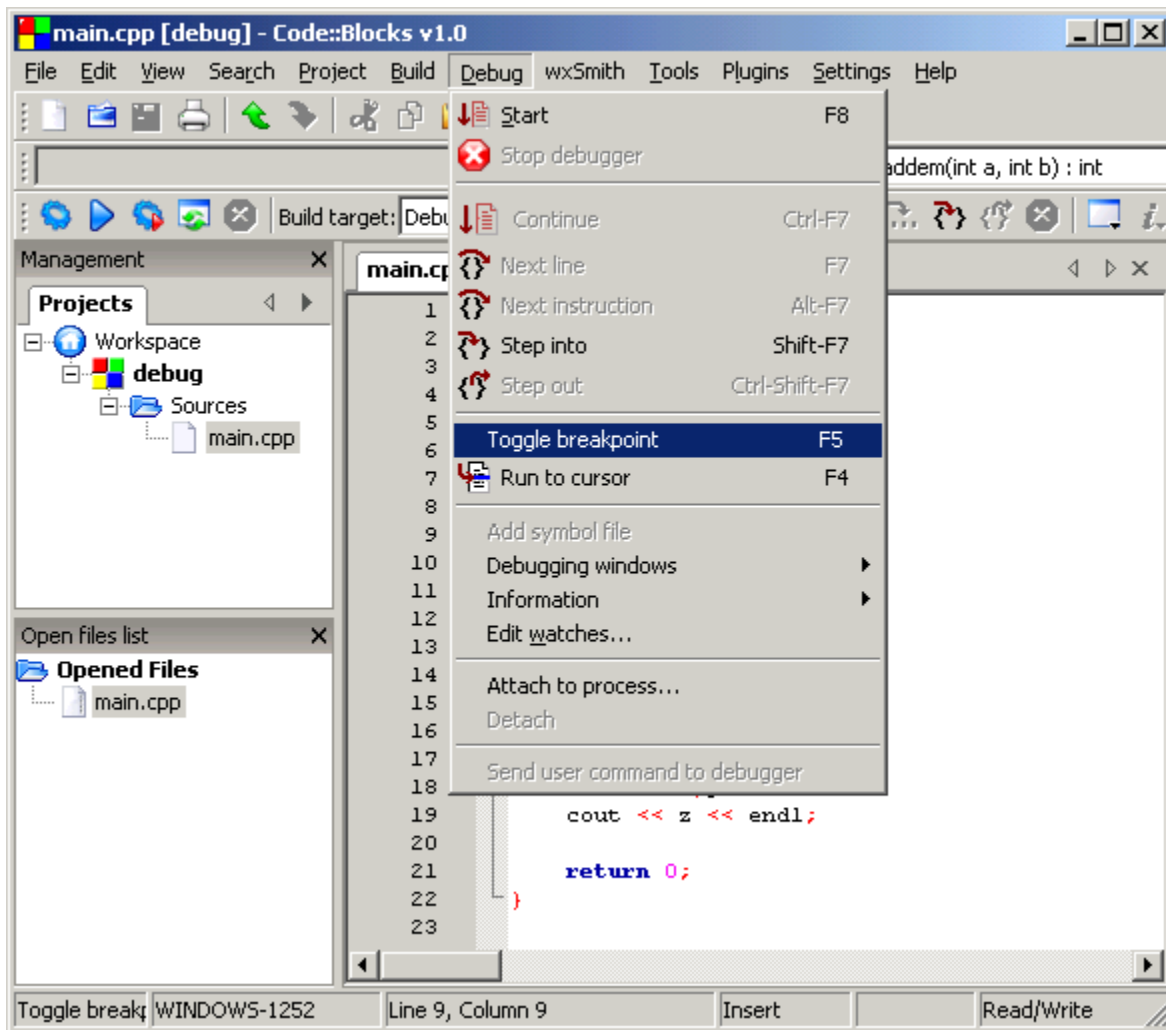 main.cpp [debug] - Code::Blocks v1.0
File Edit View Search Project Build Debug wxSmith Tools Plugins Settings Help
Start F8
Stop debugger
addem(int a, int b) : int
Build target:
Continue Ctrl-F7
Next line F7
Next instruction Alt-F7
Step into Shift-F7
Step out Ctrl-Shift-F7
Toggle breakpoint F5
Run to cursor F4
Add symbol file
Debugging windows
Information
Edit watches...
Attach to process...
Detach
Send user command to debugger
Management
Projects
Workspace
debug
Sources
main.cpp
Open files list
Opened Files
main.cpp
1
2
3
4
5
6
7
8
9
10
11
12
13
14
15
16
17
18
19 cout << z << endl;
20
21 return 0;
22 }
23
Toggle WINDOWS-1252 Line 9, Column 9 Insert Read/Write